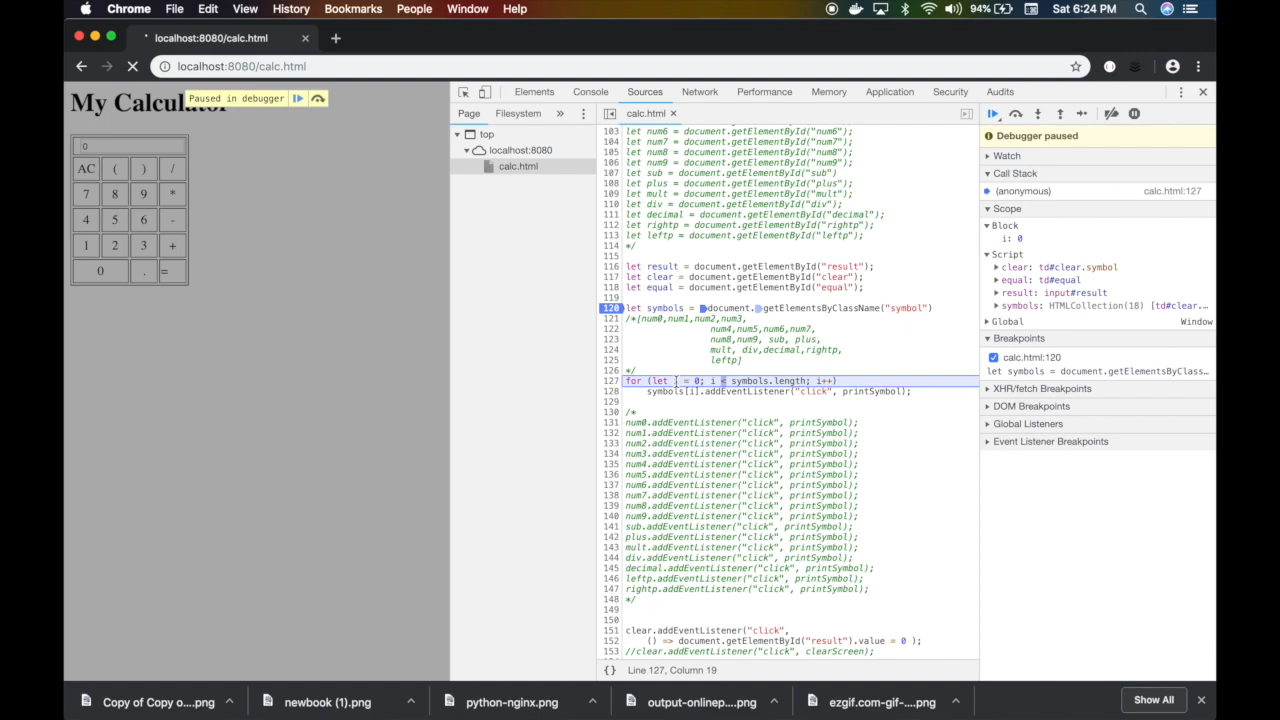 Chrome File Edit View History Bookmarks People Window Help 94% Sat 6:24 PM
localhost:8080/calc.html
localhost:8080/calc.html
My Calculator
Paused in debugger
0
AC ( ) /
7 8 9 *
4 5 6 -
1 2 3 +
0 . =
Elements Console Sources Network Performance Memory Application Security Audits
Page Filesystem »
top
localhost:8080
calc.html
calc.html
103 let num6 = document.getElementById("num6");
104 let num7 = document.getElementById("num7");
105 let num8 = document.getElementById("num8");
106 let num9 = document.getElementById("num9");
107 let sub = document.getElementById("sub")
108 let plus = document.getElementById("plus");
109 let mult = document.getElementById("mult");
110 let div = document.getElementById("div");
111 let decimal = document.getElementById("decimal");
112 let rightp = document.getElementById("rightp");
113 let leftp = document.getElementById("leftp");
114 */
115
116 let result = document.getElementById("result");
117 let clear = document.getElementById("clear");
118 let equal = document.getElementById("equal");
119
120 let symbols = document.getElementsByClassName("symbol")
121 /*[num0,num1,num2,num3,
122 num4,num5,num6,num7,
123 num8,num9, sub, plus,
124 mult, div,decimal,rightp,
125 leftp]
126 */
127 for (let i = 0; i < symbols.length; i++)
128 symbols[i].addEventListener("click", printSymbol);
129
130 /*
131 num0.addEventListener("click", printSymbol);
132 num1.addEventListener("click", printSymbol);
133 num2.addEventListener("click", printSymbol);
134 num3.addEventListener("click", printSymbol);
135 num4.addEventListener("click", printSymbol);
136 num5.addEventListener("click", printSymbol);
137 num6.addEventListener("click", printSymbol);
138 num7.addEventListener("click", printSymbol);
139 num8.addEventListener("click", printSymbol);
140 num9.addEventListener("click", printSymbol);
141 sub.addEventListener("click", printSymbol);
142 plus.addEventListener("click", printSymbol);
143 mult.addEventListener("click", printSymbol);
144 div.addEventListener("click", printSymbol);
145 decimal.addEventListener("click", printSymbol);
146 leftp.addEventListener("click", printSymbol);
147 rightp.addEventListener("click", printSymbol);
148 */
149
150
151 clear.addEventListener("click",
152 () => document.getElementById("result").value = 0 );
153 //clear.addEventListener("click", clearScreen);
{} Line 127, Column 19
Debugger paused
Watch
Call Stack
(anonymous) calc.html:127
Scope
Block
i: 0
Script
clear: td#clear.symbol
equal: td#equal
result: input#result
symbols: HTMLCollection(18) [td#clear.…
Global Window
Breakpoints
calc.html:120
let symbols = document.getElementsByClass…
XHR/fetch Breakpoints
DOM Breakpoints
Global Listeners
Event Listener Breakpoints
Copy of Copy o....png newbook (1).png python-nginx.png output-onlinep....png ezgif.com-gif-....png Show All